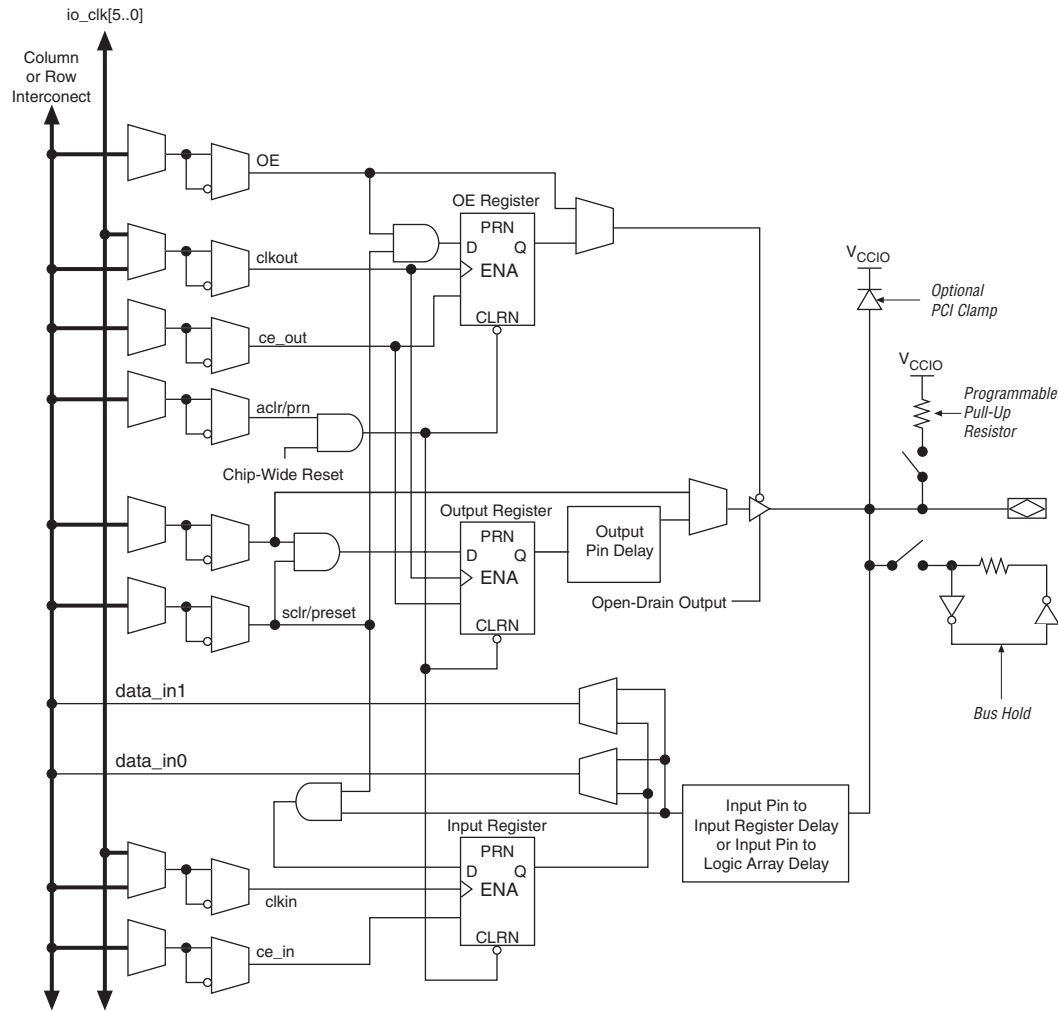 io_clk[5..0]
Column
or Row
Interconect
OE
OE Register
PRN
D
Q
ENA
CLRN
clkout
ce_out
aclr/prn
Chip-Wide Reset
VCCIO
Optional
PCI Clamp
VCCIO
Programmable
Pull-Up
Resistor
Output Register
PRN
D
Q
ENA
CLRN
Output
Pin Delay
Open-Drain Output
sclr/preset
Bus Hold
data_in1
data_in0
Input Pin to
Input Register Delay
or Input Pin to
Logic Array Delay
Input Register
PRN
D
Q
ENA
CLRN
clkin
ce_in